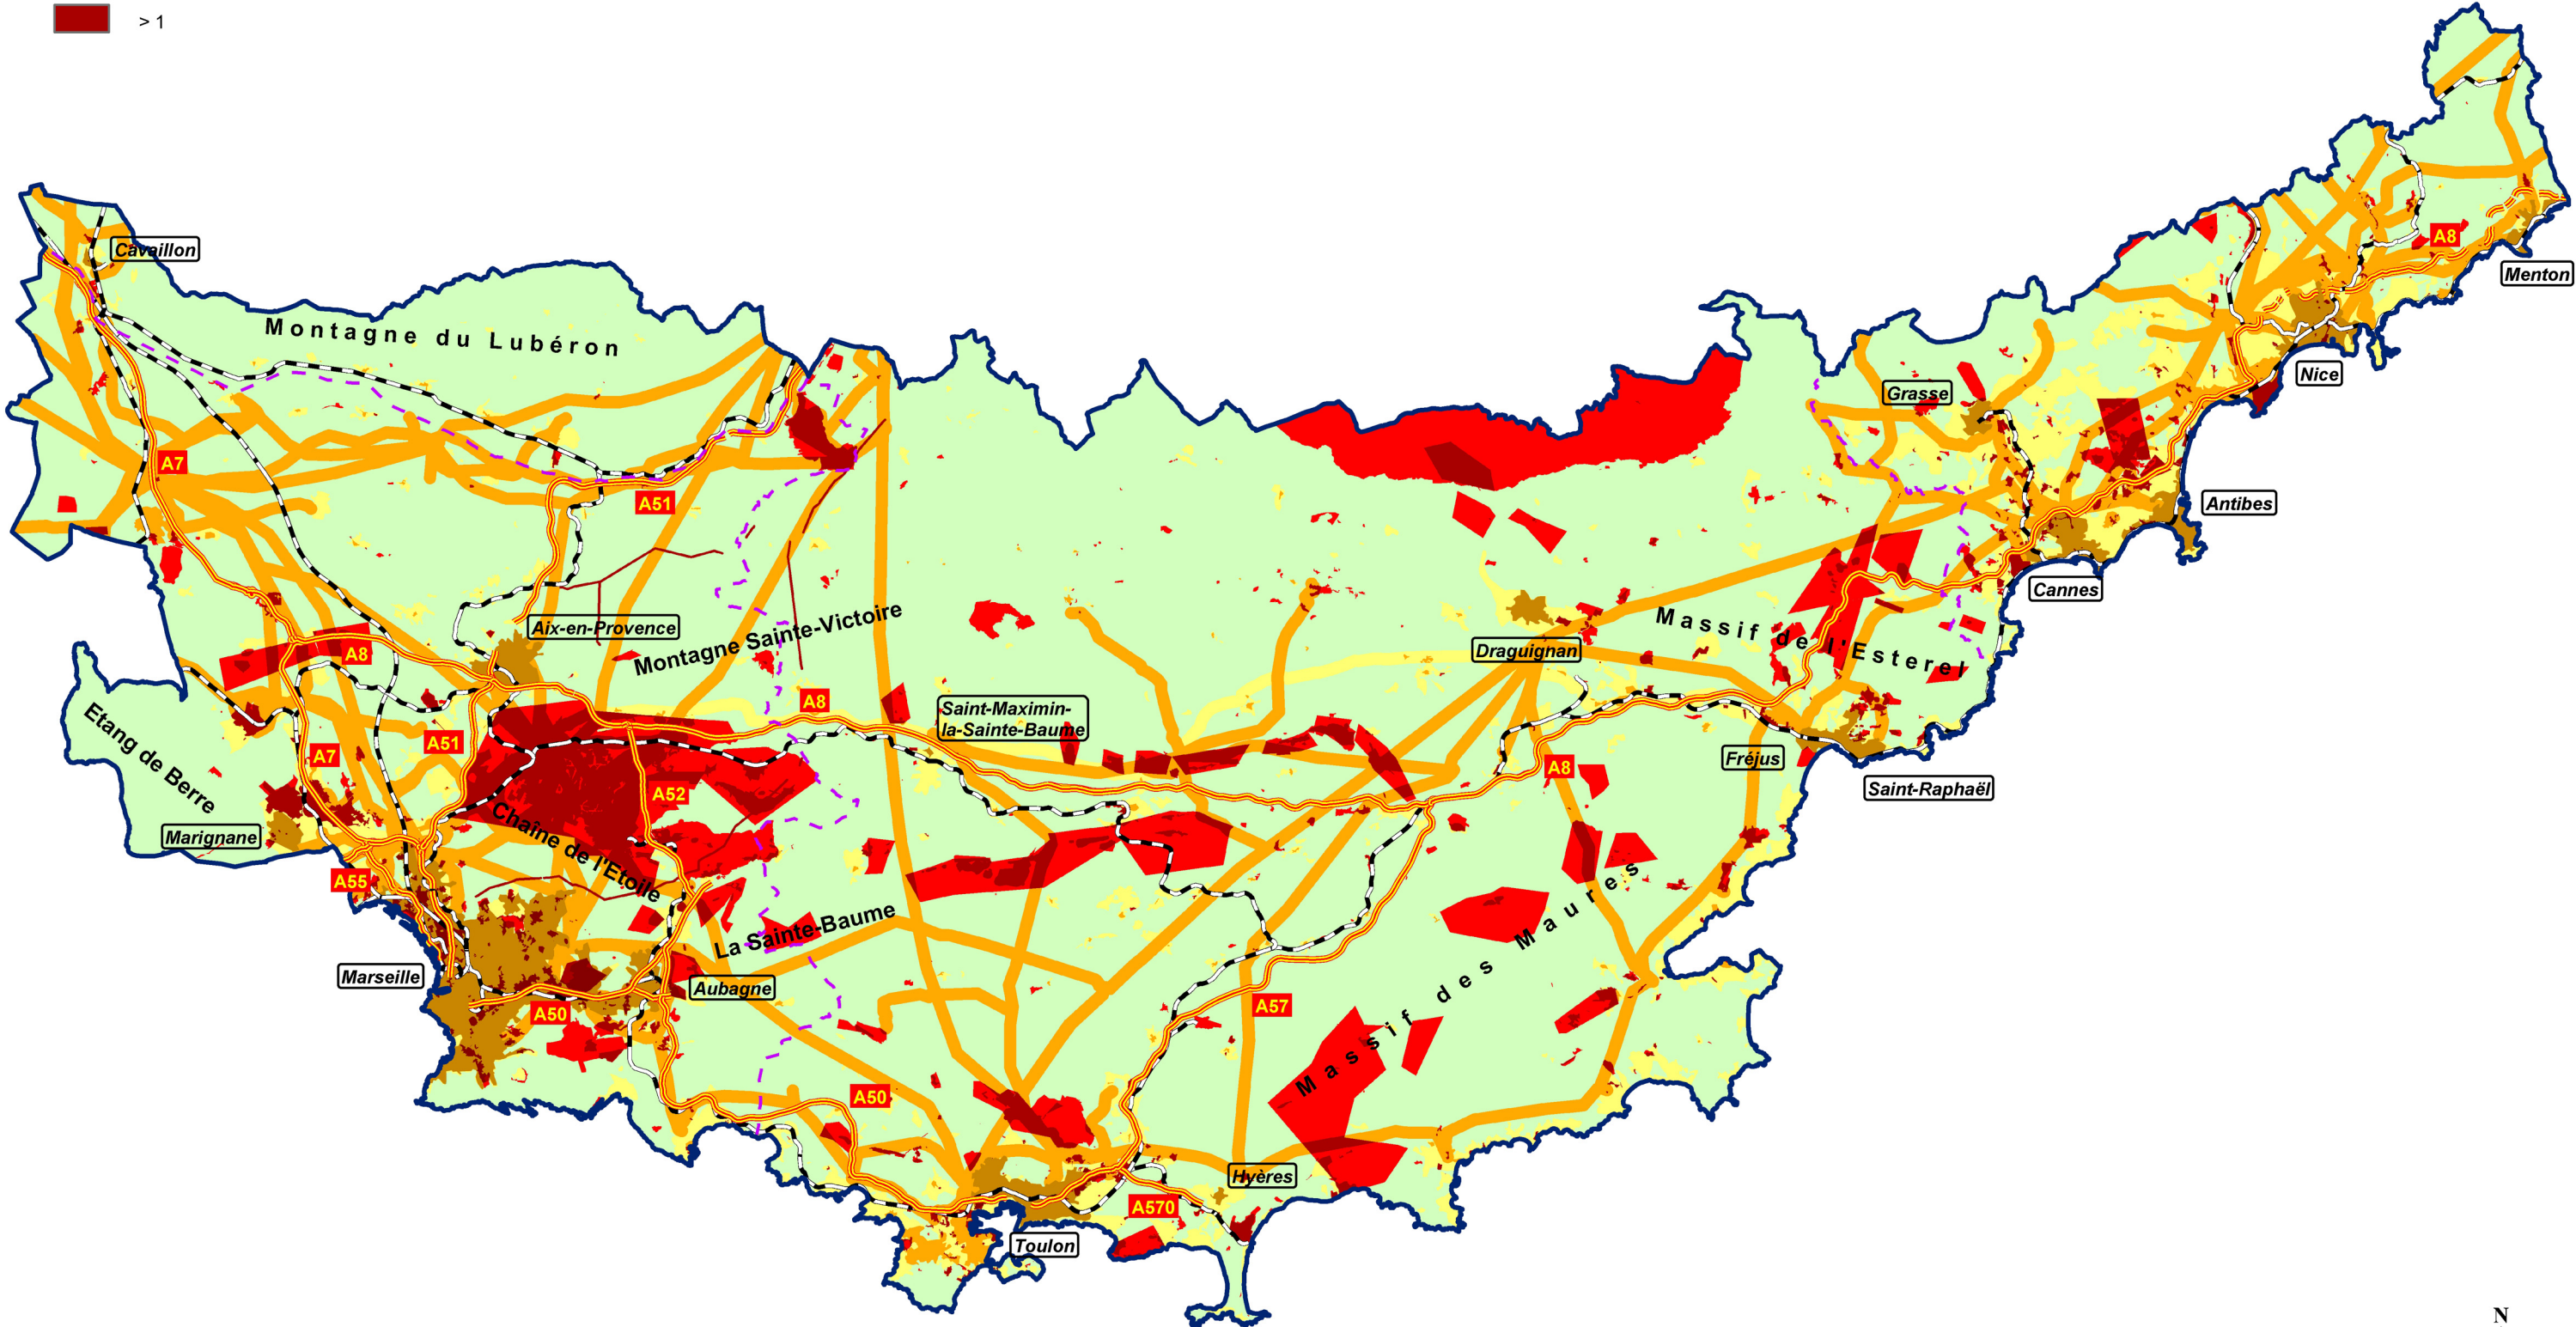 > 1
A8
Cavaillon
Menton
Montagne du Lubéron
Nice
Grasse
A7
A51
Antibes
Cannes
Aix-en-Provence
Montagne Sainte-Victoire
Massif de l'Esterel
Draguignan
A8
A8
Saint-Maximin-
la-Sainte-Baume
Etang de Berre
A51
A7
A8
Fréjus
Saint-Raphaël
A52
Chaîne de l'Etoile
Marignane
A55
La Sainte-Baume
Massif des Maures
Marseille
Aubagne
A50
A57
A50
Hyères
A570
Toulon
N